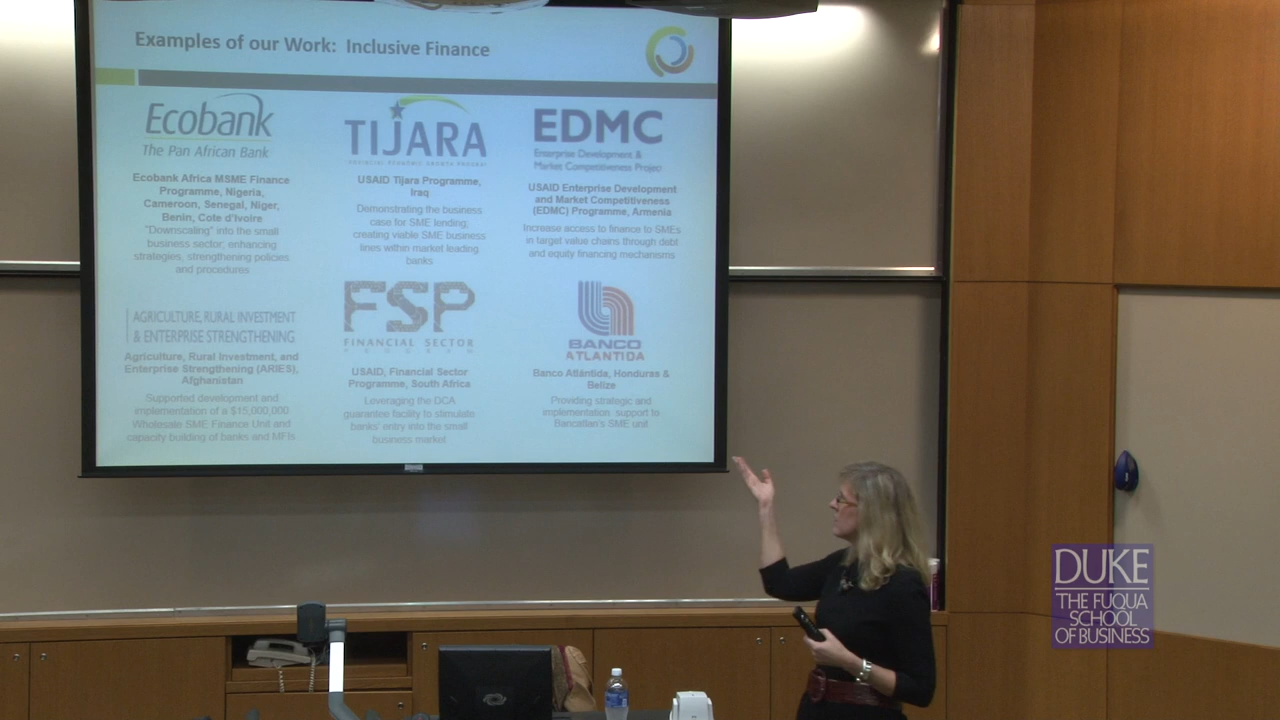 Examples of our Work: Inclusive Finance
Ecobank
The Pan African Bank
Ecobank Africa MSME Finance
Programme, Nigeria,
Cameroon, Senegal, Niger,
Benin, Cote d'Ivoire
"Downscaling" into the small
business sector; enhancing
strategies, strengthening policies
and procedures
TIJARA
PROVINCIAL ECONOMIC GROWTH PROGRAM
USAID Tijara Programme,
Iraq
Demonstrating the business
case for SME lending;
creating viable SME business
lines within market leading
banks
EDMC
Enterprise Development &
Market Competitiveness Project
USAID Enterprise Development
and Market Competitiveness
(EDMC) Programme, Armenia
Increase access to finance to SMEs
in target value chains through debt
and equity financing mechanisms
AGRICULTURE, RURAL INVESTMENT
& ENTERPRISE STRENGTHENING
Agriculture, Rural Investment, and
Enterprise Strengthening (ARIES),
Afghanistan
Supported development and
implementation of a $15,000,000
Wholesale SME Finance Unit and
capacity building of banks and MFIs
FSP
FINANCIAL SECTOR
PROGRAM
USAID, Financial Sector
Programme, South Africa
Leveraging the DCA
guarantee facility to stimulate
banks' entry into the small
business market
BANCO
ATLANTIDA
Banco Atlántida, Honduras &
Belize
Providing strategic and
implementation support to
Bancatlan's SME unit
DUKE
THE FUQUA
SCHOOL
OF BUSINESS